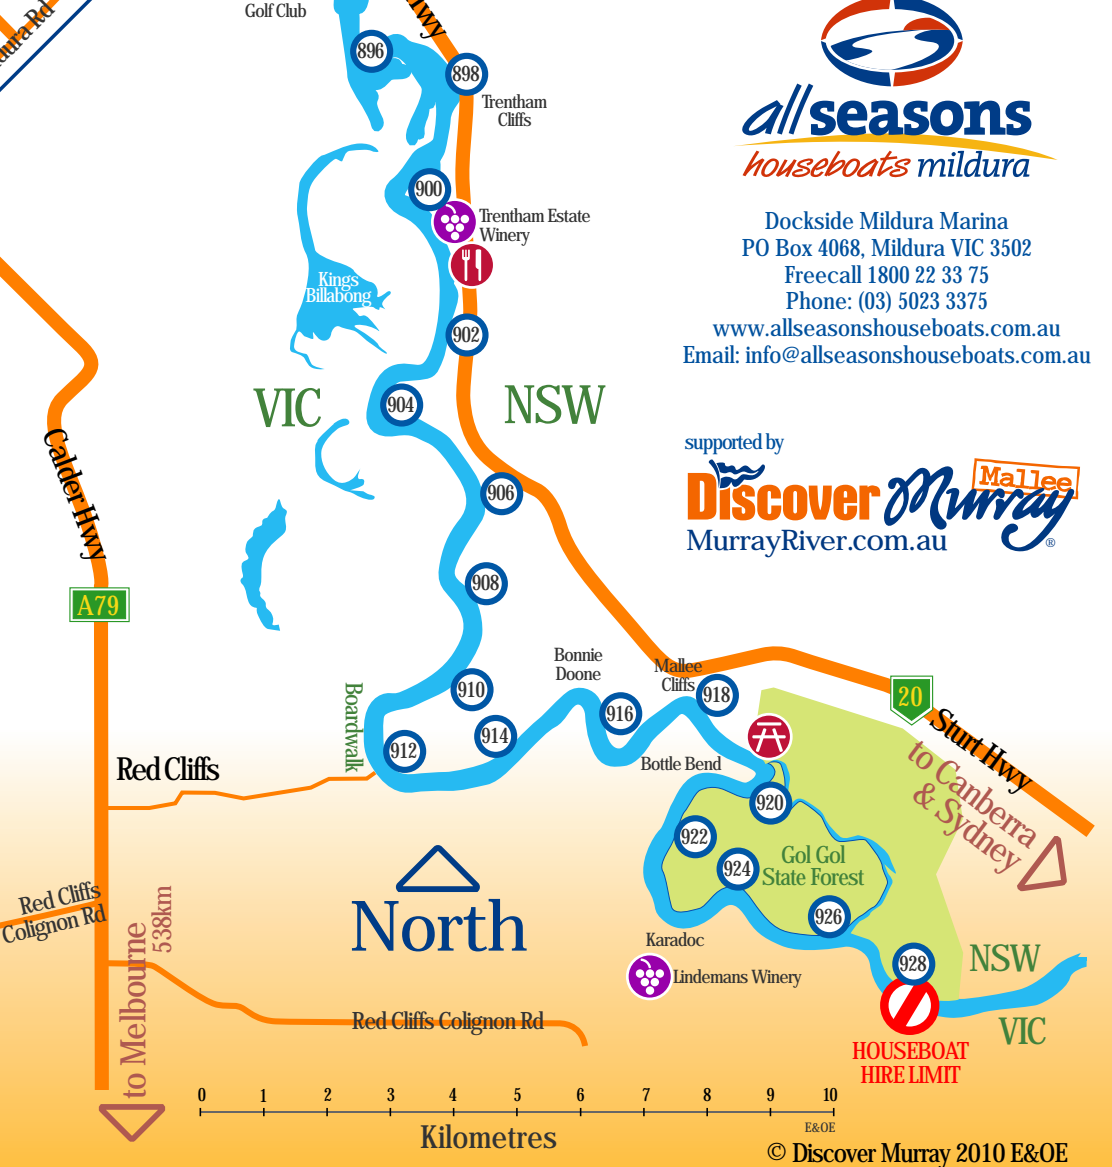 Golf Club
Hwy
896
898
Trentham
Cliffs
900
Trentham Estate
Winery
Kings
Billabong
902
VIC
904
NSW
Calder Hwy
906
908
A79
Bonnie
Doone
Mallee
Cliffs
910
918
916
914
912
Boardwalk
20
Sturt Hwy
to Canberra
& Sydney
Red Cliffs
Bottle Bend
920
922
924
Gol Gol
State Forest
926
Red Cliffs
Colignon Rd
North
Karadoc
Lindemans Winery
928
NSW
VIC
HOUSEBOAT
HIRE LIMIT
to Melbourne
538km
Red Cliffs Colignon Rd
0 1 2 3 4 5 6 7 8 9 10
Kilometres
E&OE
© Discover Murray 2010 E&OE
allseasons
houseboats mildura
Dockside Mildura Marina
PO Box 4068, Mildura VIC 3502
Freecall 1800 22 33 75
Phone: (03) 5023 3375
www.allseasonshouseboats.com.au
Email: info@allseasonshouseboats.com.au
supported by
Discover Murray Mallee
®
MurrayRiver.com.au